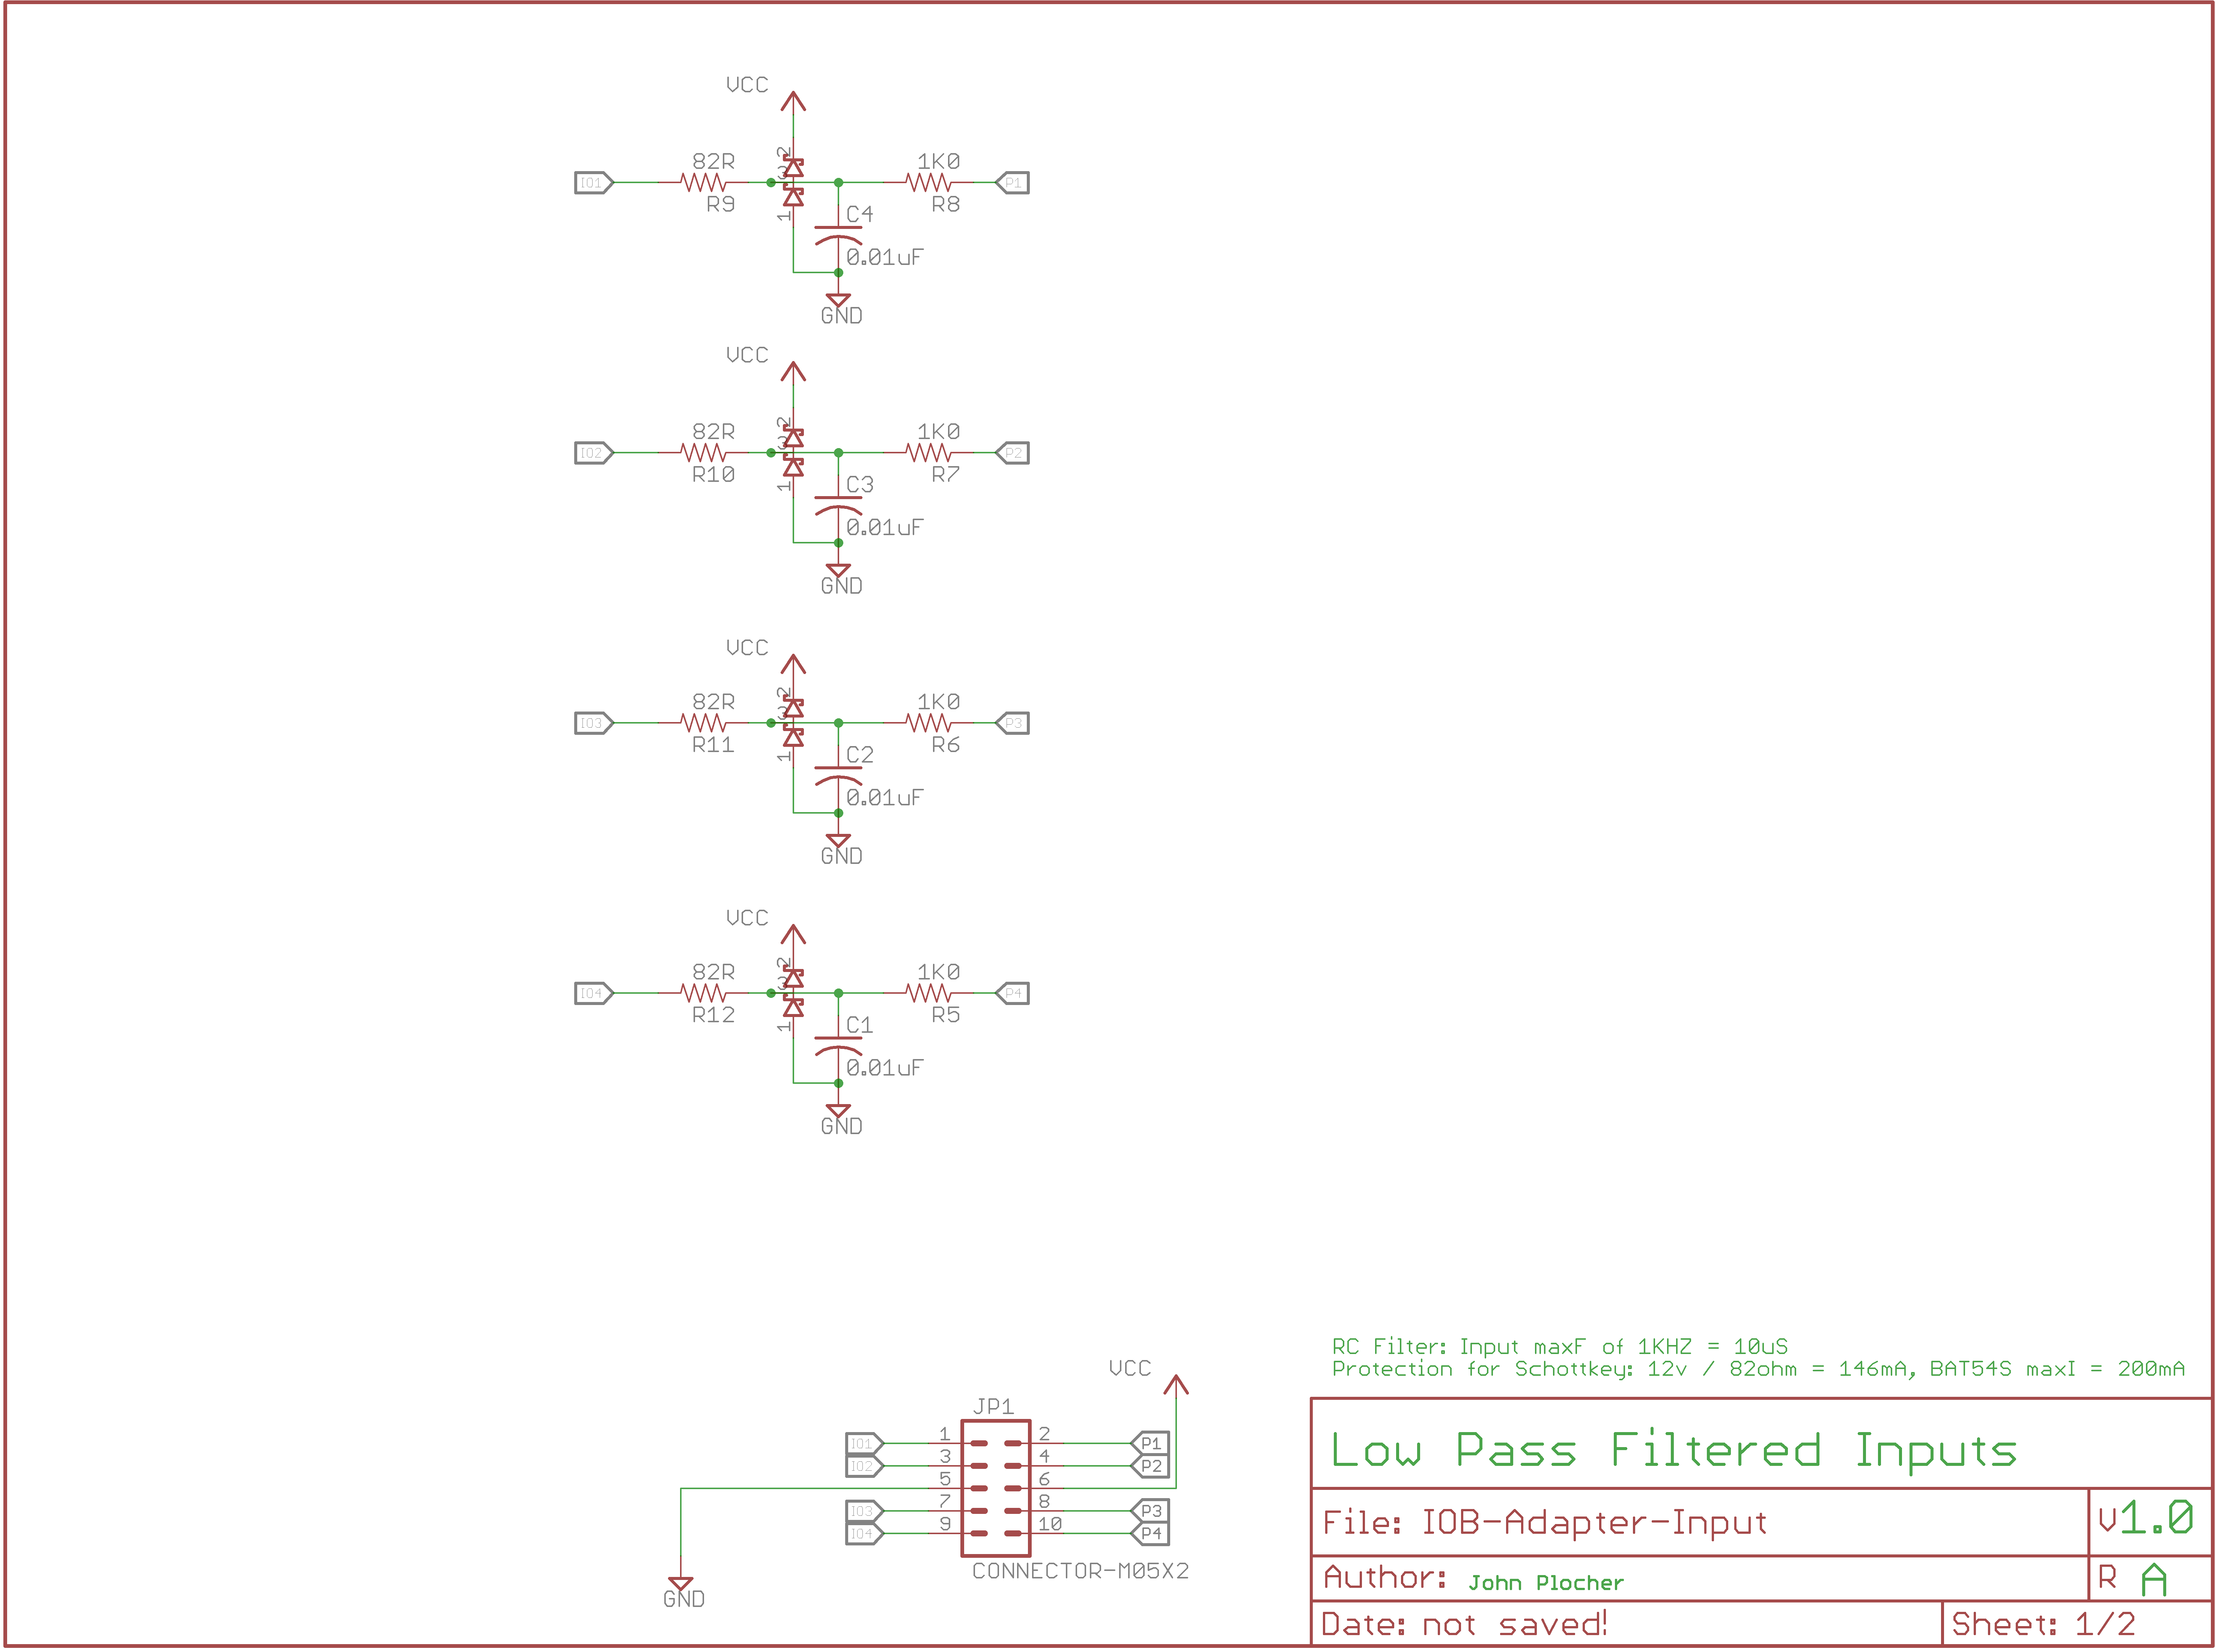 VCC
2
3
IO1
82R
R9
1
C4
0.01uF
GND
1K0
R8
P1
VCC
2
3
IO2
82R
R10
1
C3
0.01uF
GND
1K0
R7
P2
VCC
2
3
IO3
82R
R11
1
C2
0.01uF
GND
1K0
R6
P3
VCC
2
3
IO4
82R
R12
1
C1
0.01uF
GND
1K0
R5
P4
VCC
JP1
IO1 1 2 P1
IO2 3 4 P2
5 6
IO3 7 8 P3
IO4 9 10 P4
CONNECTOR-M05X2
GND
RC Filter: Input maxF of 1KHZ = 10uS
Protection for Schottkey: 12v / 82ohm = 146mA, BAT54S maxI = 200mA
Low Pass Filtered Inputs
File: IOB-Adapter-Input
V1.0
Author: John Plocher
R A
Date: not saved!
Sheet: 1/2